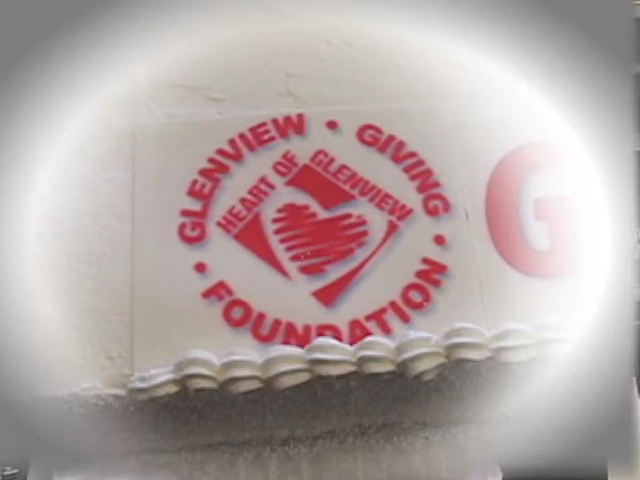 GLENVIEW • GIVING
• FOUNDATION •
HEART OF GLENVIEW
G